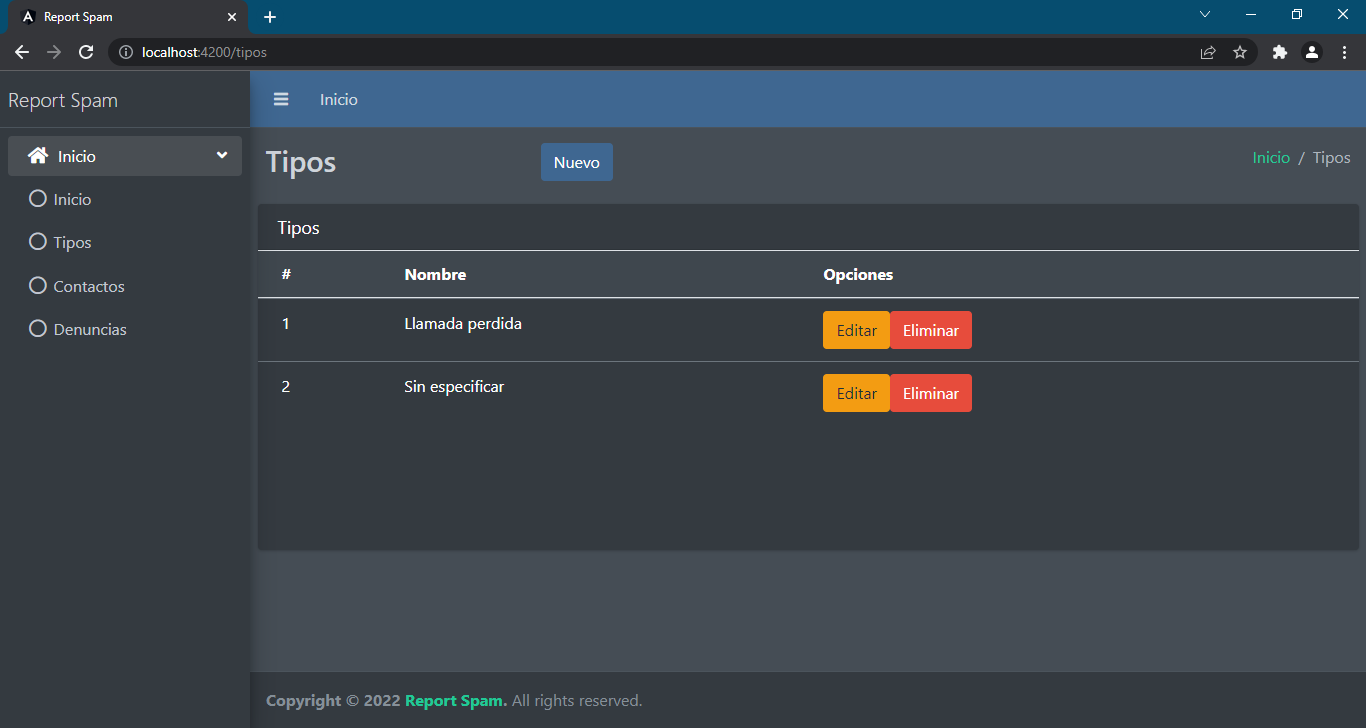 Report Spam
localhost:4200/tipos
Report Spam
Inicio
Inicio
Inicio
Tipos
Contactos
Denuncias
Tipos
Nuevo
Inicio / Tipos
Tipos
# Nombre Opciones
1 Llamada perdida Editar Eliminar
2 Sin especificar Editar Eliminar
Copyright © 2022 Report Spam. All rights reserved.